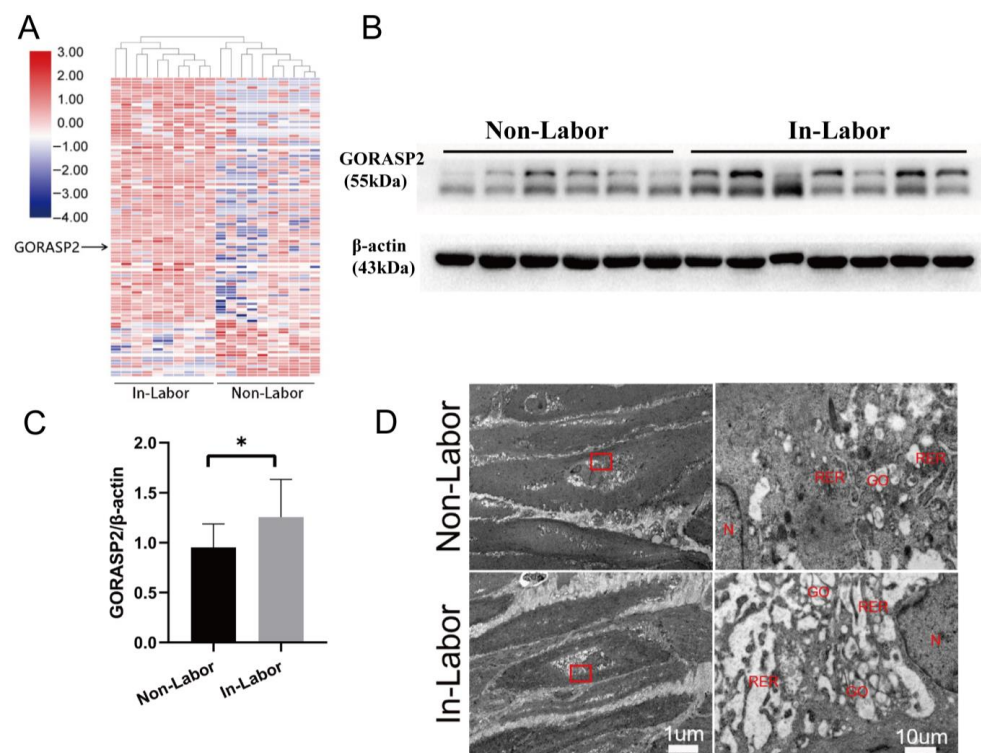 A
3.00
2.00
1.00
0.00
−1.00
−2.00
−3.00
−4.00
GORASP2
In-Labor
Non-Labor
B
Non-Labor
In-Labor
GORASP2
(55kDa)
β-actin
(43kDa)
C
GORASP2/β-actin
2.0
1.5
1.0
0.5
0.0
*
Non-Labor
In-Labor
D
Non-Labor
RER
GO
RER
N
In-Labor
GO
RER
N
RER
GO
1um
10um